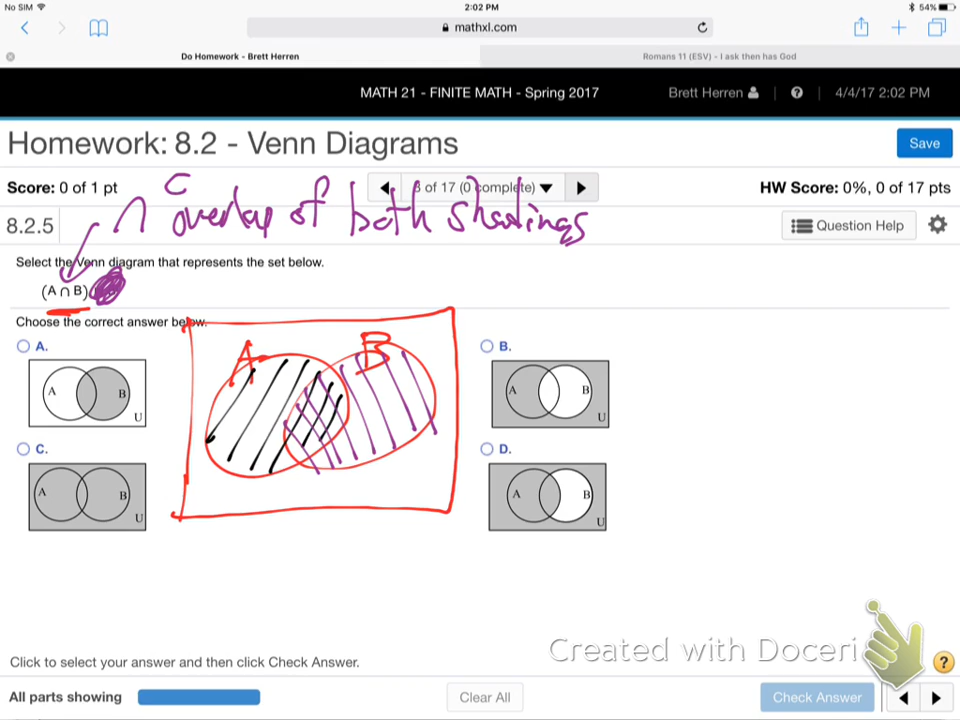 No SIM 2:02 PM 54%
mathxl.com
Do Homework - Brett Herren Romans 11 (ESV) - I ask then has God
MATH 21 - FINITE MATH - Spring 2017 Brett Herren ? 4/4/17 2:02 PM
Homework: 8.2 - Venn Diagrams Save
Score: 0 of 1 pt of 17 (0 complete) HW Score: 0%, 0 of 17 pts
∩ overlap of both shadings
8.2.5 Question Help
Select the Venn diagram that represents the set below.
(A ∩ B)
Choose the correct answer below.
A.
A B U
A B
B.
A B U
C.
A B U
D.
A B U
Created with Doceri
Click to select your answer and then click Check Answer. ?
All parts showing Clear All Check Answer